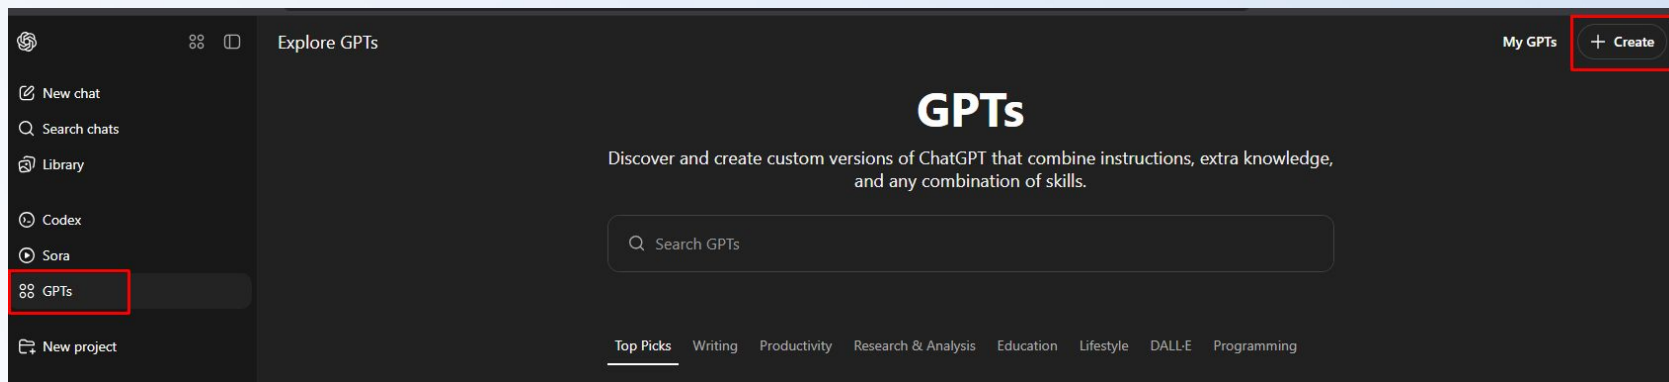 Explore GPTs
My GPTs
Create
New chat
Search chats
Library
Codex
Sora
GPTs
New project
GPTs
Discover and create custom versions of ChatGPT that combine instructions, extra knowledge,
and any combination of skills.
Search GPTs
Top Picks Writing Productivity Research & Analysis Education Lifestyle DALL·E Programming